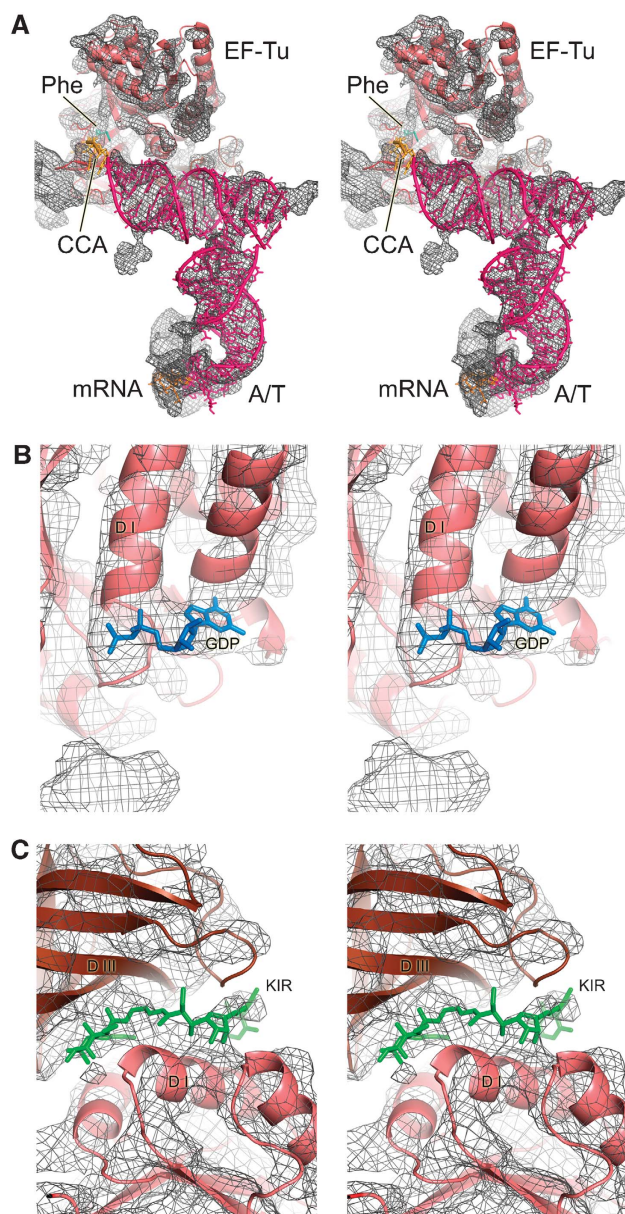 A
EF-Tu
EF-Tu
Phe
Phe
CCA
CCA
mRNA
A/T
mRNA
A/T
B
D I
D I
GDP
GDP
C
D III
KIR
D III
KIR
D I
D I